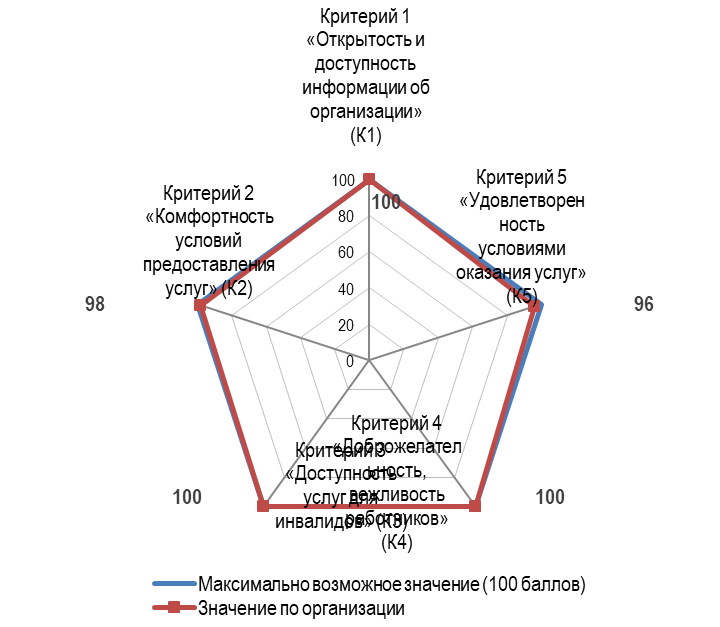 Критерий 1
«Открытость и
доступность
информации об
организации»
(К1)
Критерий 5
«Удовлетворен
ность
условиями
оказания услуг»
(К5)
Критерий 2
«Комфортность
условий
предоставления
услуг» (К2)
100
80
60
40
20
0
100
98
96
Критерий 4
«Доброжелател
ьность,
вежливость
работников»
(К4)
Критерий 3
«Доступность
услуг для
инвалидов» (К3)
100
100
Максимально возможное значение (100 баллов)
Значение по организации